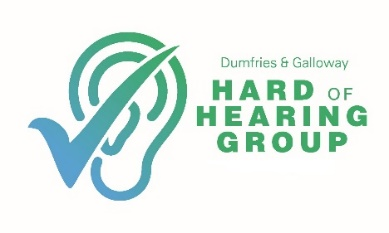 Dumfries & Galloway
HARD OF
HEARING
GROUP